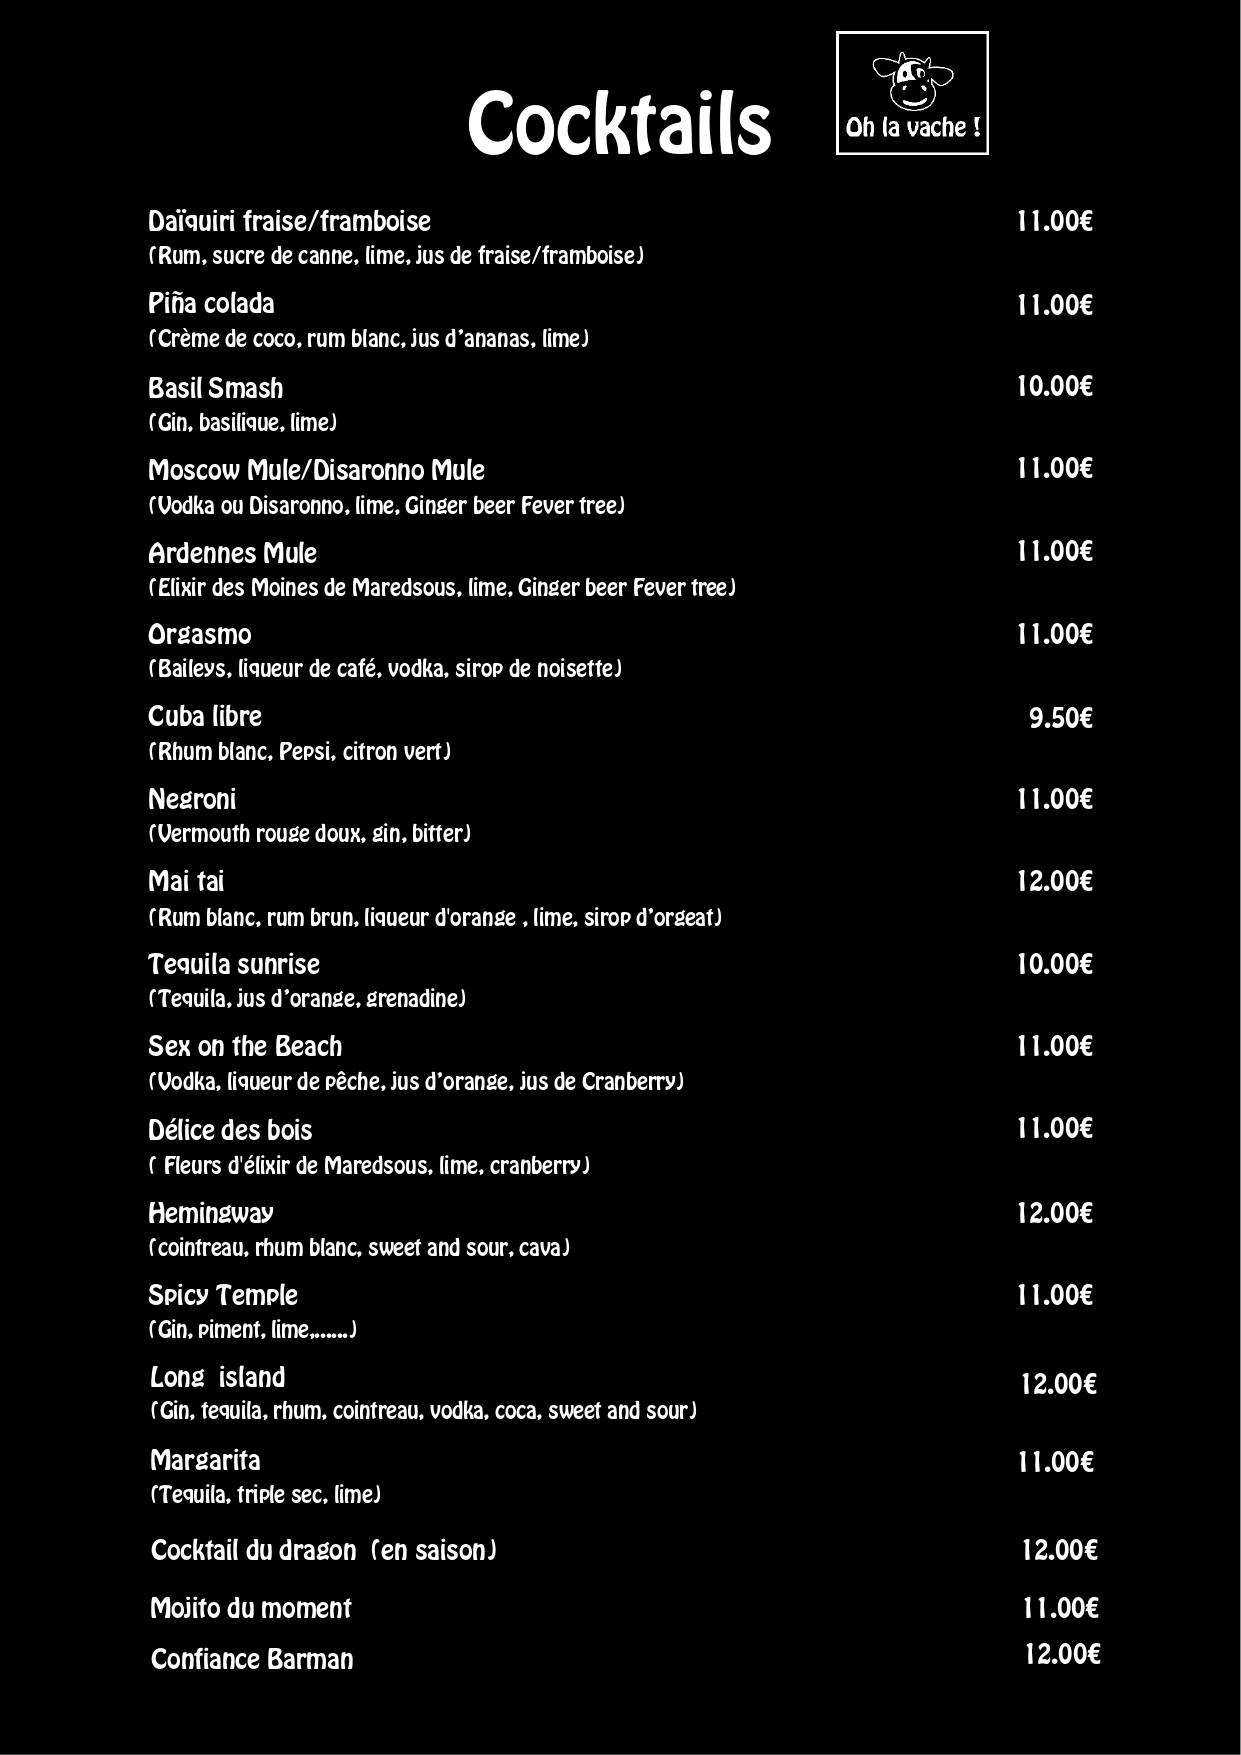 Cocktails
Oh la vache !
Daïquiri fraise/framboise 11.00€
(Rum, sucre de canne, lime, jus de fraise/framboise)
Piña colada 11.00€
(Crème de coco, rum blanc, jus d’ananas, lime)
Basil Smash 10.00€
(Gin, basilique, lime)
Moscow Mule/Disaronno Mule 11.00€
(Vodka ou Disaronno, lime, Ginger beer Fever tree)
Ardennes Mule 11.00€
(Elixir des Moines de Maredsous, lime, Ginger beer Fever tree)
Orgasmo 11.00€
(Baileys, liqueur de café, vodka, sirop de noisette)
Cuba libre 9.50€
(Rhum blanc, Pepsi, citron vert)
Negroni 11.00€
(Vermouth rouge doux, gin, bitter)
Mai tai 12.00€
(Rum blanc, rum brun, liqueur d'orange , lime, sirop d’orgeat)
Tequila sunrise 10.00€
(Tequila, jus d’orange, grenadine)
Sex on the Beach 11.00€
(Vodka, liqueur de pêche, jus d’orange, jus de Cranberry)
Délice des bois 11.00€
( Fleurs d'élixir de Maredsous, lime, cranberry)
Hemingway 12.00€
(cointreau, rhum blanc, sweet and sour, cava)
Spicy Temple 11.00€
(Gin, piment, lime,.......)
Long island 12.00€
(Gin, tequila, rhum, cointreau, vodka, coca, sweet and sour)
Margarita 11.00€
(Tequila, triple sec, lime)
Cocktail du dragon (en saison) 12.00€
Mojito du moment 11.00€
Confiance Barman 12.00€